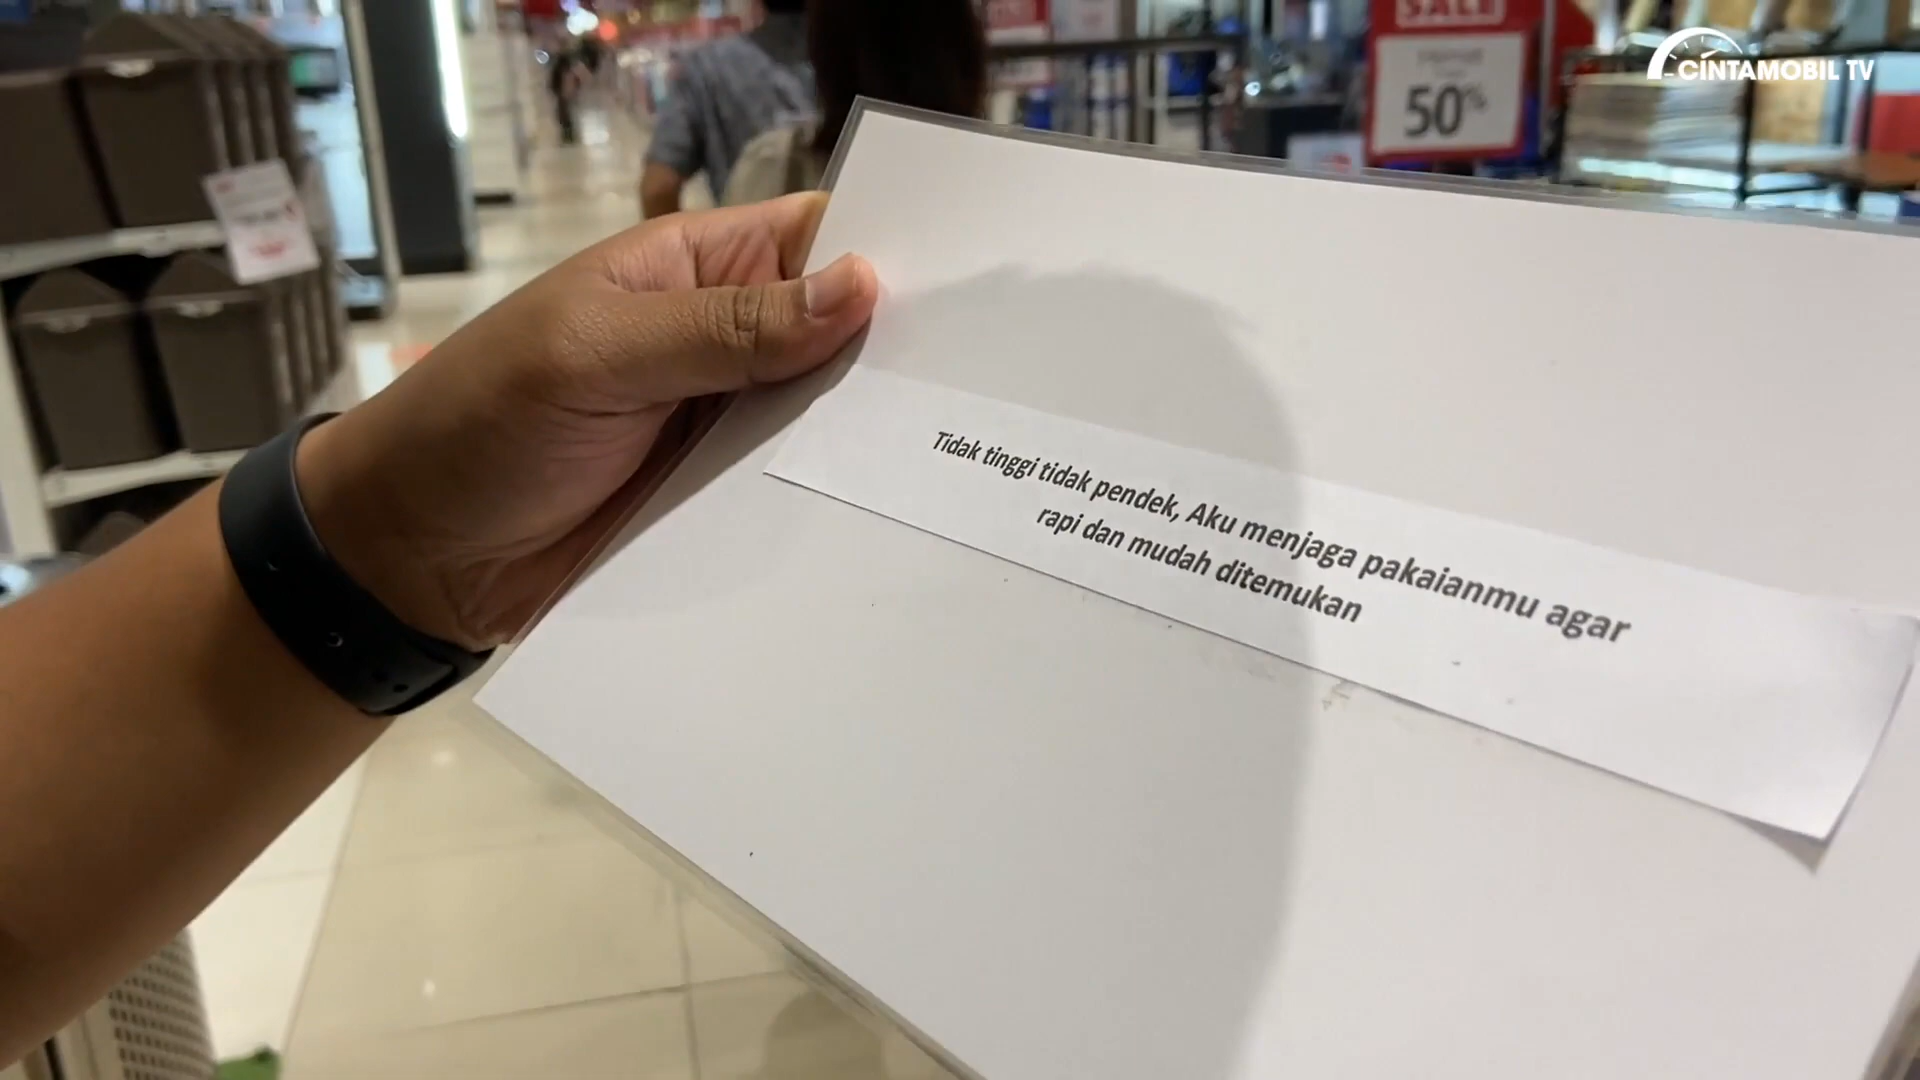 CINTAMOBIL TV
SALE
50%
Tidak tinggi tidak pendek, Aku menjaga pakaianmu agar
rapi dan mudah ditemukan